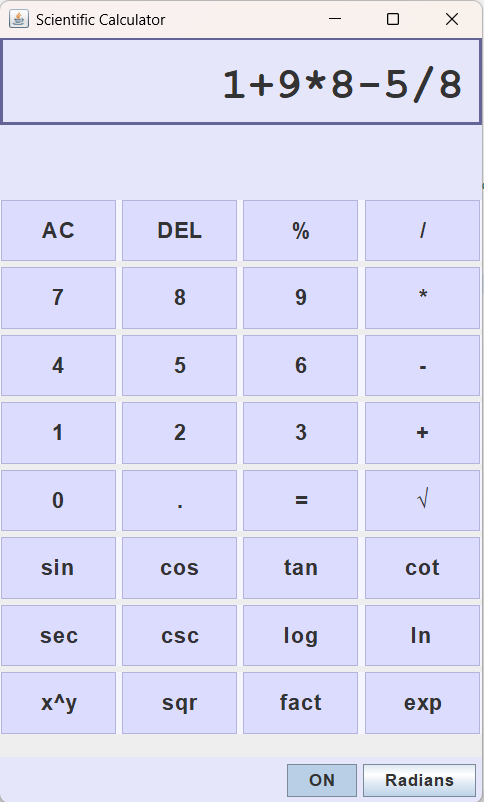 Scientific Calculator
1+9*8-5/8
AC DEL % /
7 8 9 *
4 5 6 -
1 2 3 +
0 . = √
sin cos tan cot
sec csc log ln
x^y sqr fact exp
ON Radians